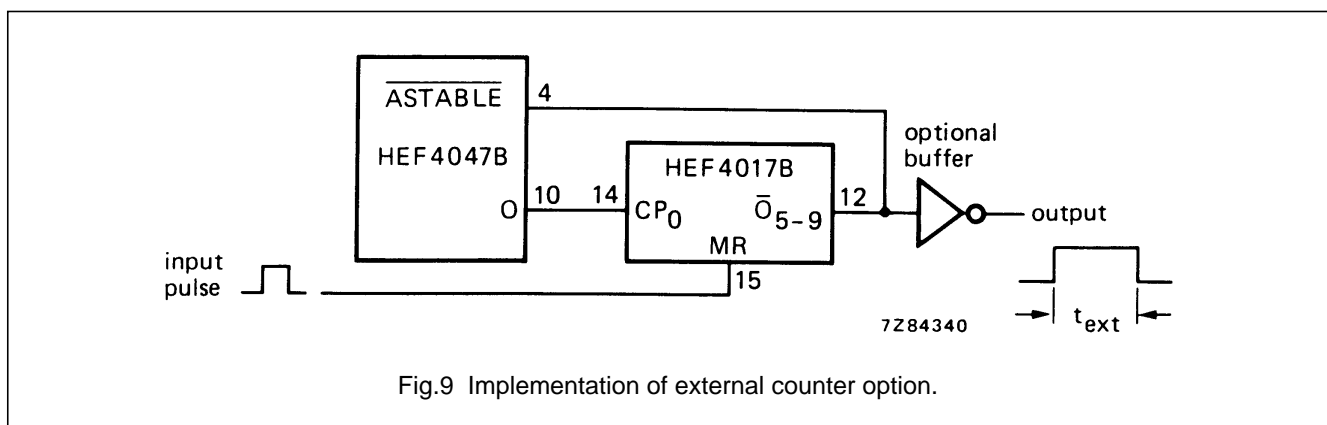 ASTABLE
4
HEF4047B
O
10
14
HEF4017B
CP0
O̅5-9
12
MR
15
optional
buffer
output
input
pulse
text
7Z84340
Fig.9 Implementation of external counter option.